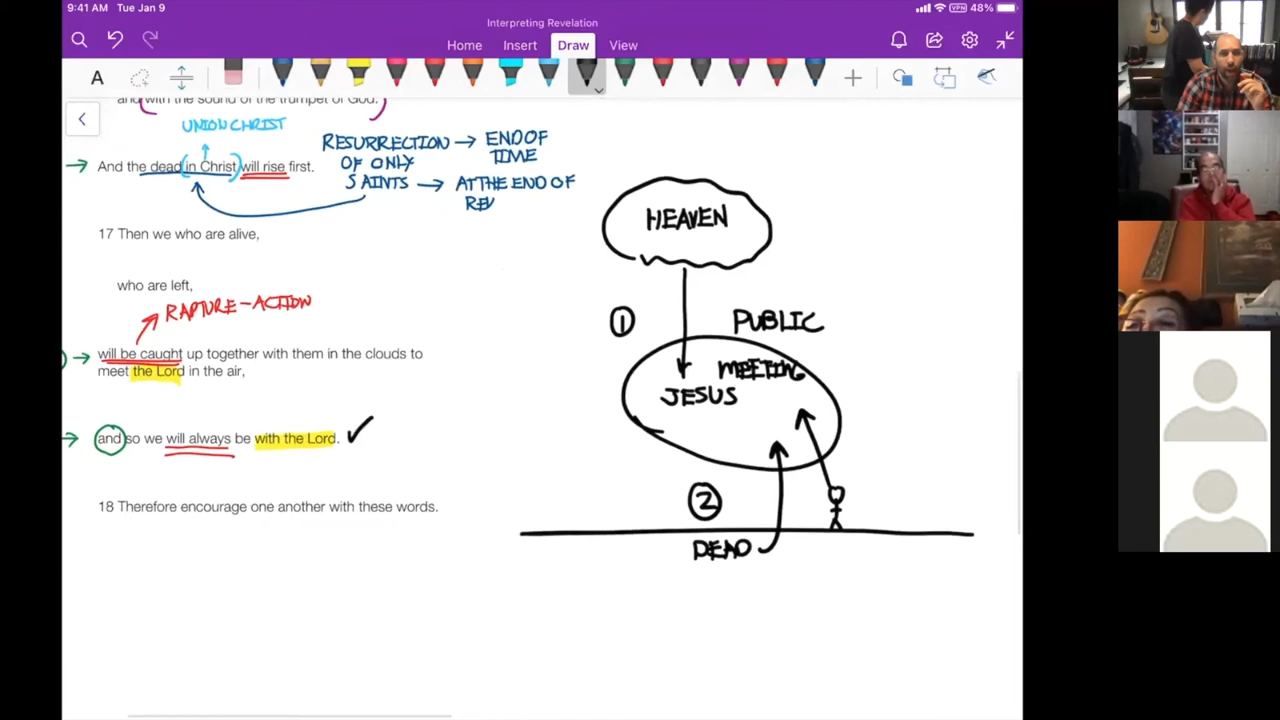 9:41 AM Tue Jan 9
VPN 48%
Interpreting Revelation
Home Insert Draw View
A
and with the sound of the trumpet of God.
UNION CHRIST
And the dead in Christ will rise first.
RESURRECTION → END OF
OF ONLY TIME
SAINTS → AT THE END OF
REV
17 Then we who are alive,
who are left,
RAPTURE - ACTION
will be caught up together with them in the clouds to
meet the Lord in the air,
and so we will always be with the Lord.
18 Therefore encourage one another with these words.
HEAVEN
1 PUBLIC
MEETING
JESUS
2
DEAD